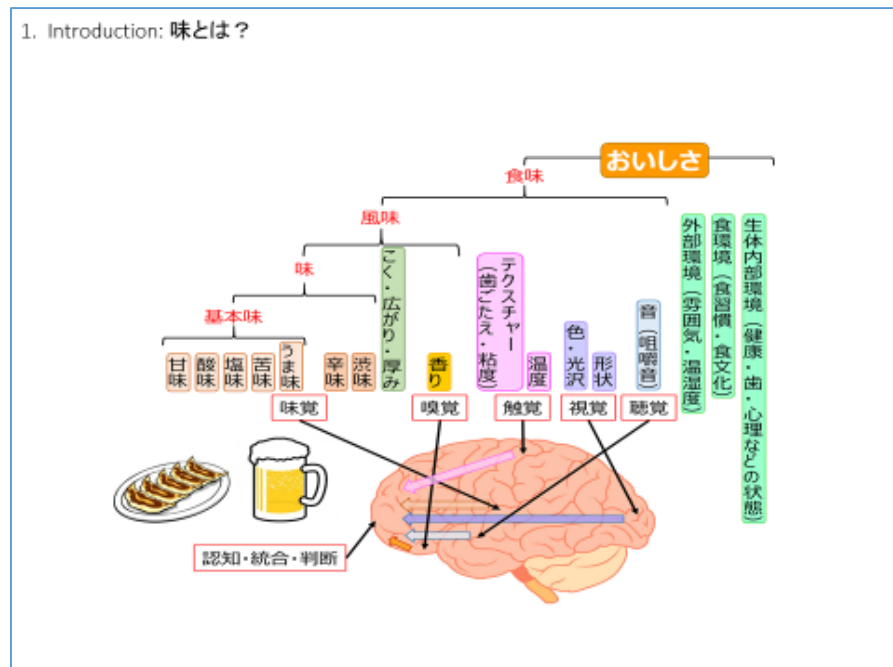 1. Introduction: 味とは？
おいしさ
食味
風味
味
基本味
甘味
酸味
塩味
苦味
うま味
辛味
渋味
こく・広がり・厚み
香り
テクスチャー
(歯ごたえ・粘度)
温度
色・光沢
形状
音(咀嚼音)
外部環境(雰囲気・温湿度)
食環境(食習慣・食文化)
生体内部環境(健康・歯・心理などの状態)
味覚
嗅覚
触覚
視覚
聴覚
認知・統合・判断